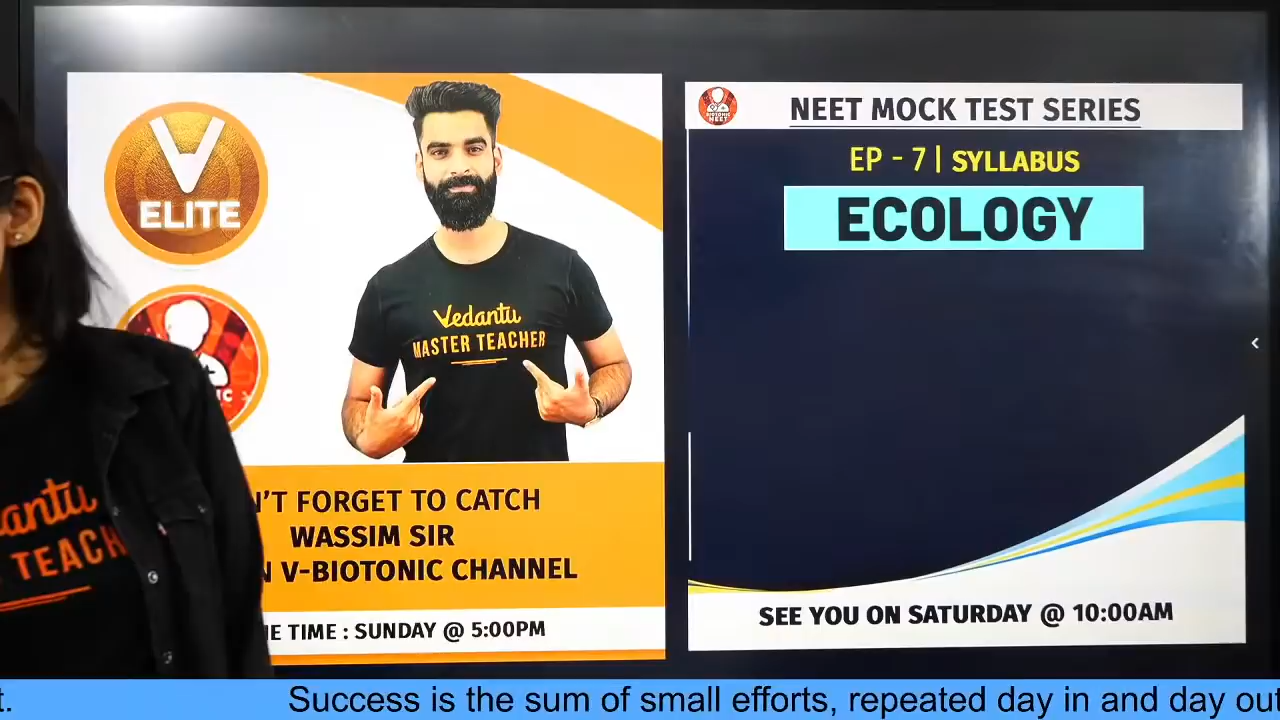 V
ELITE
Vedantu
MASTER TEACHER
N'T FORGET TO CATCH
WASSIM SIR
N V-BIOTONIC CHANNEL
E TIME : SUNDAY @ 5:00PM
antu
TEACH
BIOTONIC
NEET
NEET MOCK TEST SERIES
EP - 7 | SYLLABUS
ECOLOGY
SEE YOU ON SATURDAY @ 10:00AM
t.
Success is the sum of small efforts, repeated day in and day out